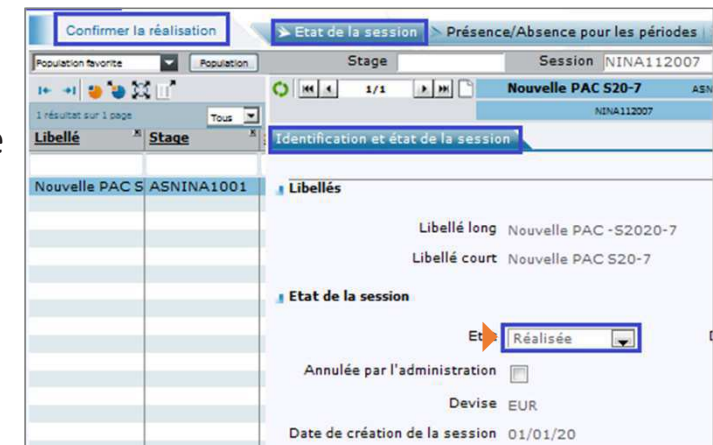 Confirmer la réalisation
Etat de la session
Présence/Absence pour les périodes
Population favorite
Population
Stage
Session NINA112007
1/1
Nouvelle PAC S20-7
ASN
NINA112007
1 résultat sur 1 page
Tous
Libellé
Stage
Identification et état de la session
Nouvelle PAC S
ASNINA1001
Libellés
Libellé long Nouvelle PAC -S2020-7
Libellé court Nouvelle PAC S20-7
Etat de la session
Réalisée
Annulée par l'administration
Devise EUR
Date de création de la session 01/01/20